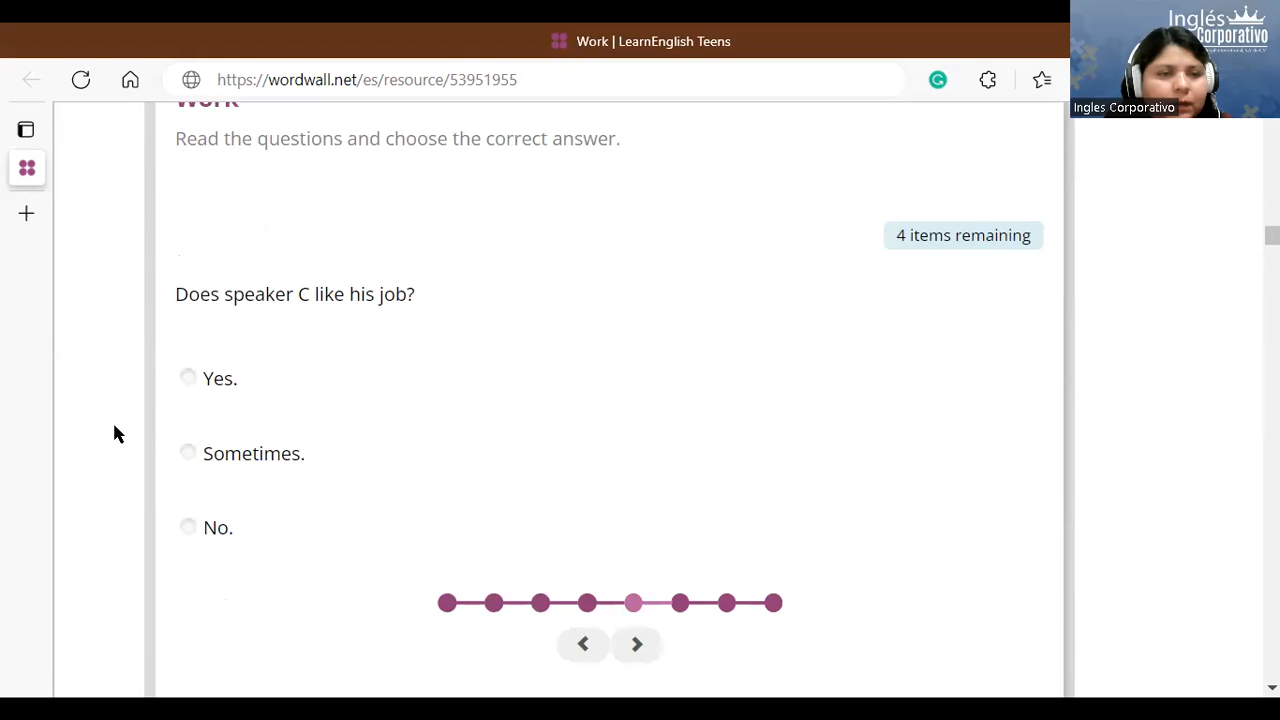 Work | LearnEnglish Teens
Inglés
Corporativo
https://wordwall.net/es/resource/53951955
Ingles Corporativo
Work
Read the questions and choose the correct answer.
4 items remaining
Does speaker C like his job?
Yes.
Sometimes.
No.